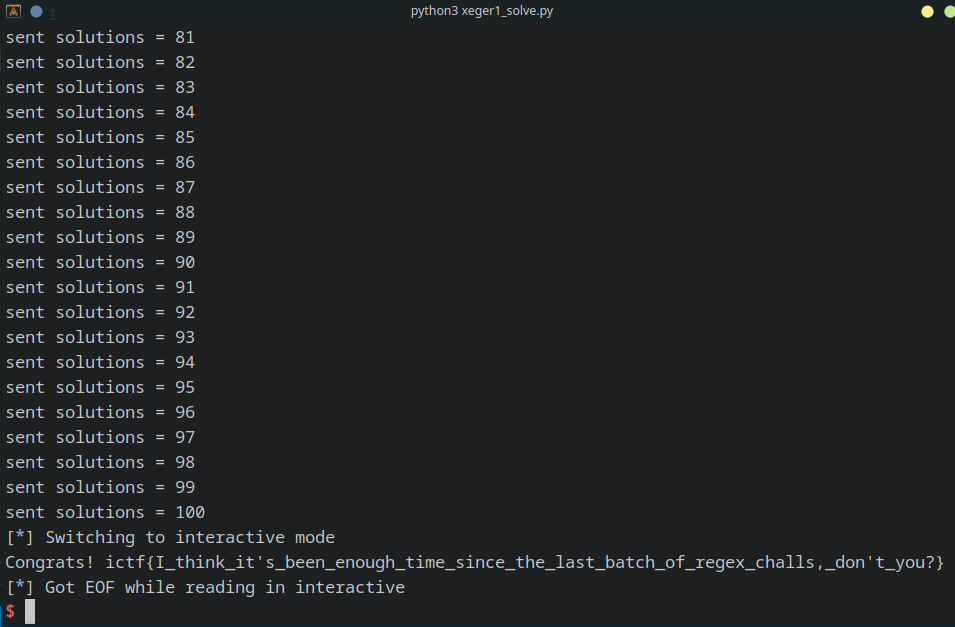 1
python3 xeger1_solve.py
sent solutions = 81
sent solutions = 82
sent solutions = 83
sent solutions = 84
sent solutions = 85
sent solutions = 86
sent solutions = 87
sent solutions = 88
sent solutions = 89
sent solutions = 90
sent solutions = 91
sent solutions = 92
sent solutions = 93
sent solutions = 94
sent solutions = 95
sent solutions = 96
sent solutions = 97
sent solutions = 98
sent solutions = 99
sent solutions = 100
[*] Switching to interactive mode
Congrats! ictf{I_think_it's_been_enough_time_since_the_last_batch_of_regex_challs,_don't_you?}
[*] Got EOF while reading in interactive
$